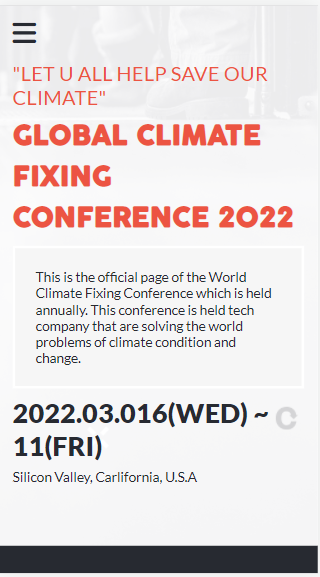 "LET U ALL HELP SAVE OUR
CLIMATE"
GLOBAL CLIMATE
FIXING
CONFERENCE 2022
This is the official page of the World
Climate Fixing Conference which is held
annually. This conference is held tech
company that are solving the world
problems of climate condition and
change.
2022.03.016(WED) ~
11(FRI)
Silicon Valley, Carlifornia, U.S.A